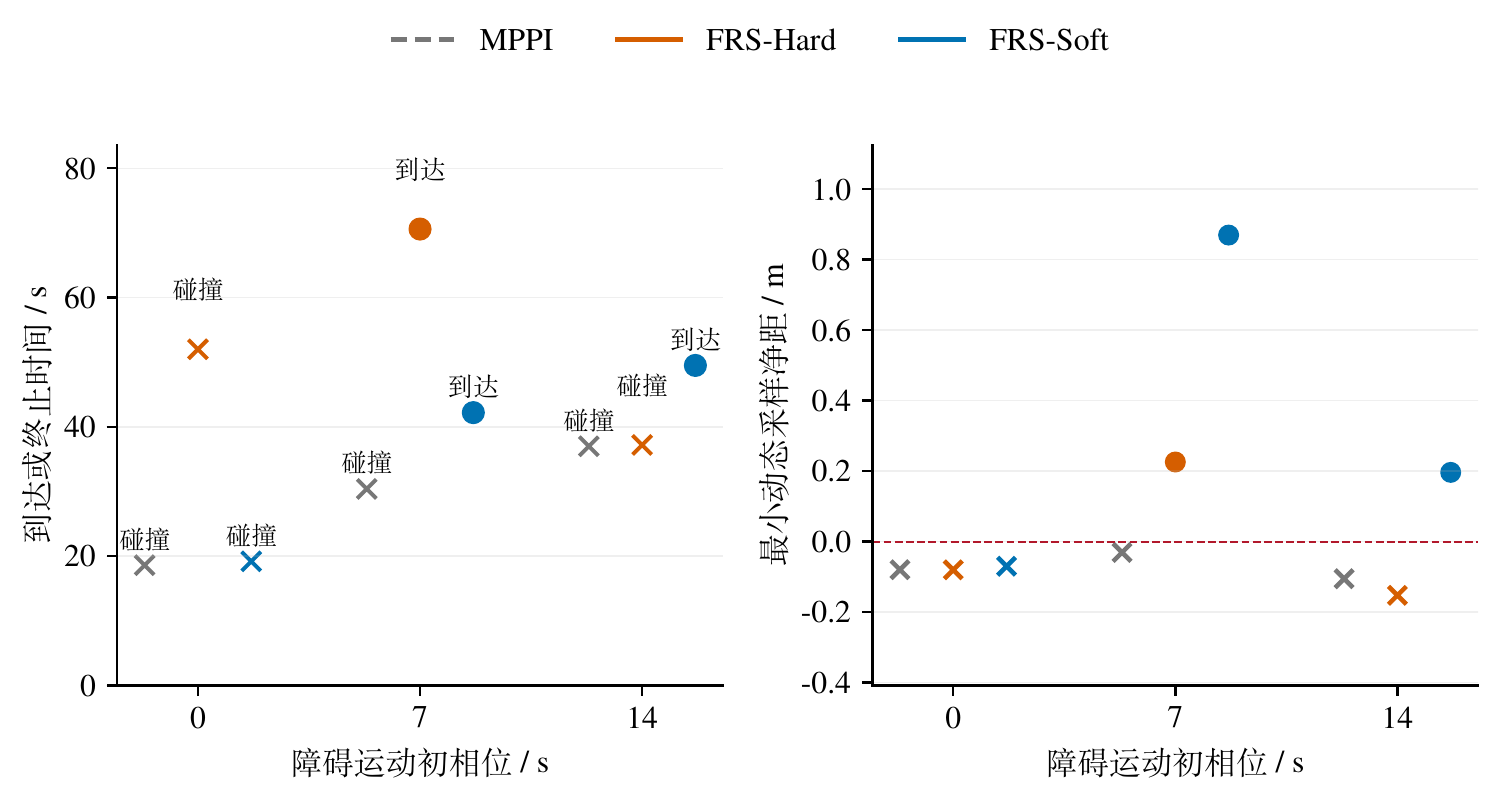 MPPI FRS-Hard FRS-Soft
到达或终止时间 / s
80
60
40
20
0
到达
碰撞
到达
到达
碰撞
碰撞
碰撞
碰撞
碰撞
0 7 14
障碍运动初相位 / s
最小动态采样净距 / m
1.0
0.8
0.6
0.4
0.2
0.0
-0.2
-0.4
0 7 14
障碍运动初相位 / s